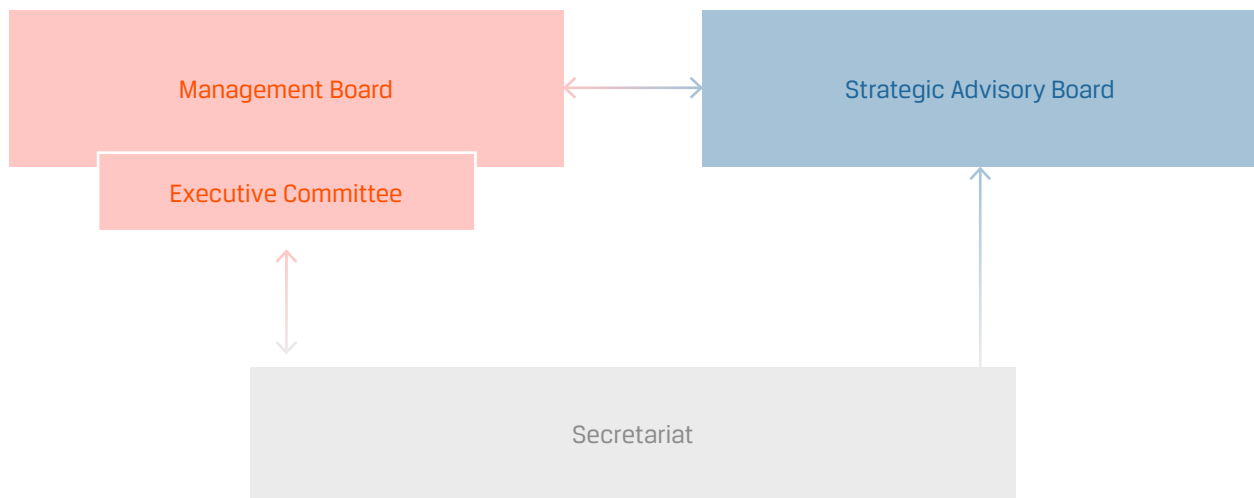 Management Board
Strategic Advisory Board
Executive Committee
Secretariat